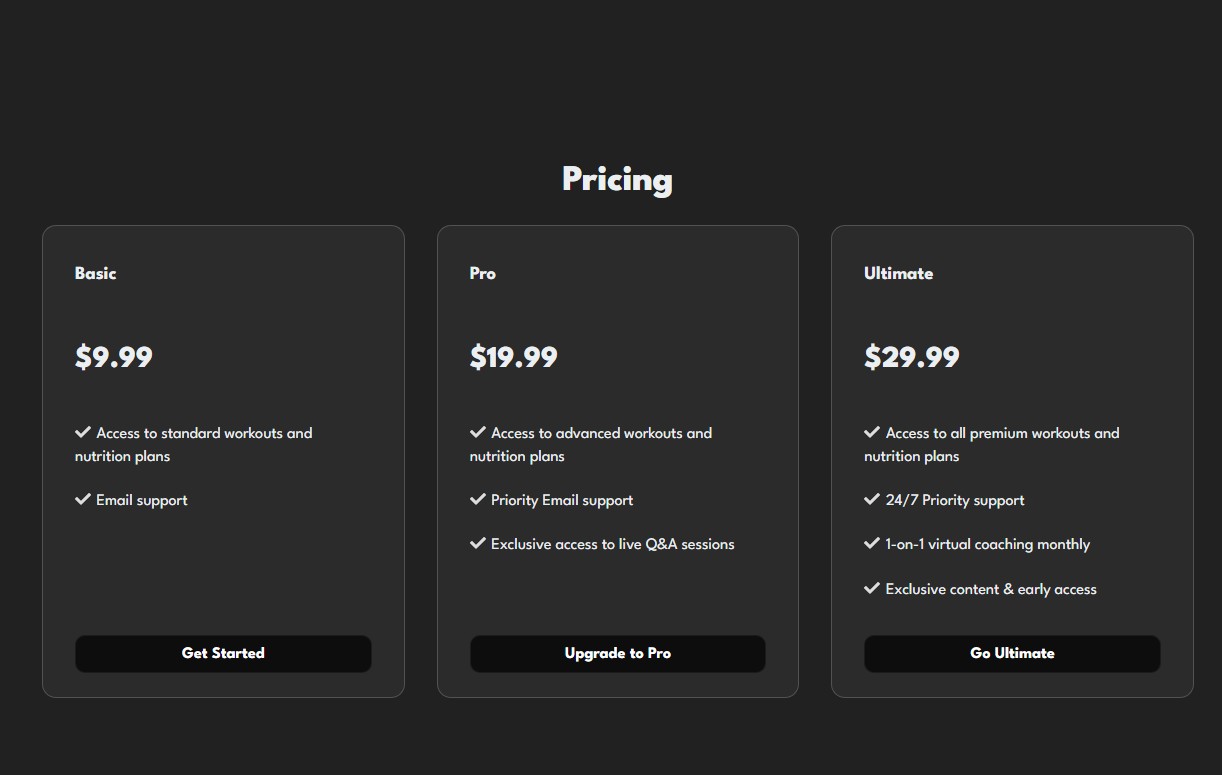 Pricing
Basic
$9.99
Access to standard workouts and
nutrition plans
Email support
Get Started
Pro
$19.99
Access to advanced workouts and
nutrition plans
Priority Email support
Exclusive access to live Q&A sessions
Upgrade to Pro
Ultimate
$29.99
Access to all premium workouts and
nutrition plans
24/7 Priority support
1-on-1 virtual coaching monthly
Exclusive content & early access
Go Ultimate